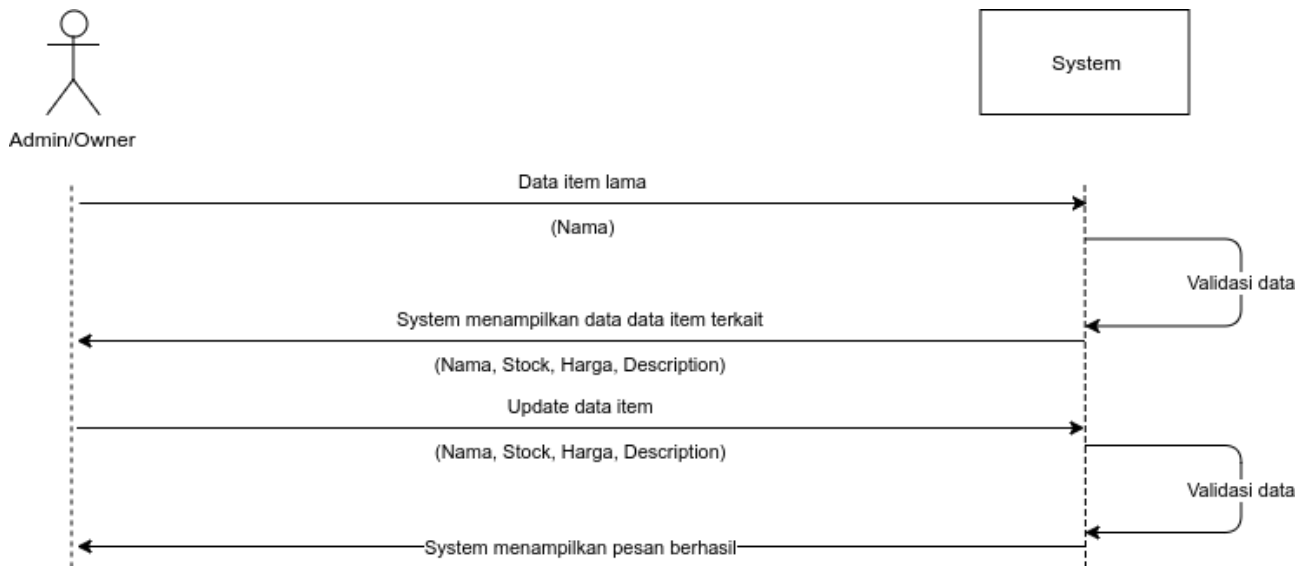 System
Admin/Owner
Data item lama
(Nama)
Validasi data
System menampilkan data data item terkait
(Nama, Stock, Harga, Description)
Update data item
(Nama, Stock, Harga, Description)
Validasi data
System menampilkan pesan berhasil